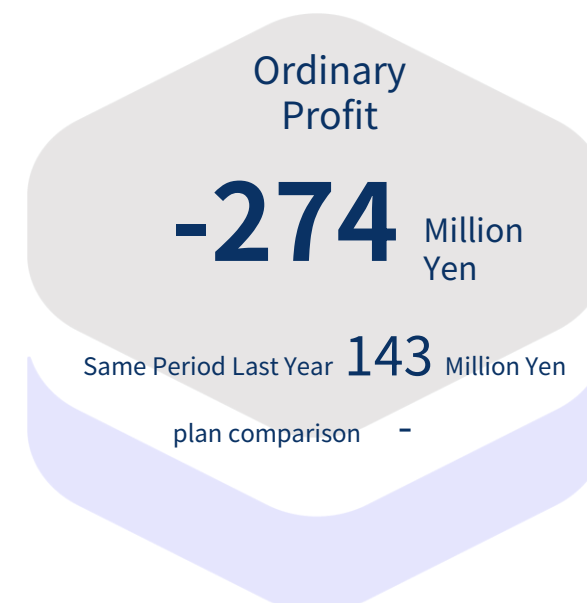 Ordinary
Profit
-274 Million
Yen
Same Period Last Year 143 Million Yen
plan comparison -